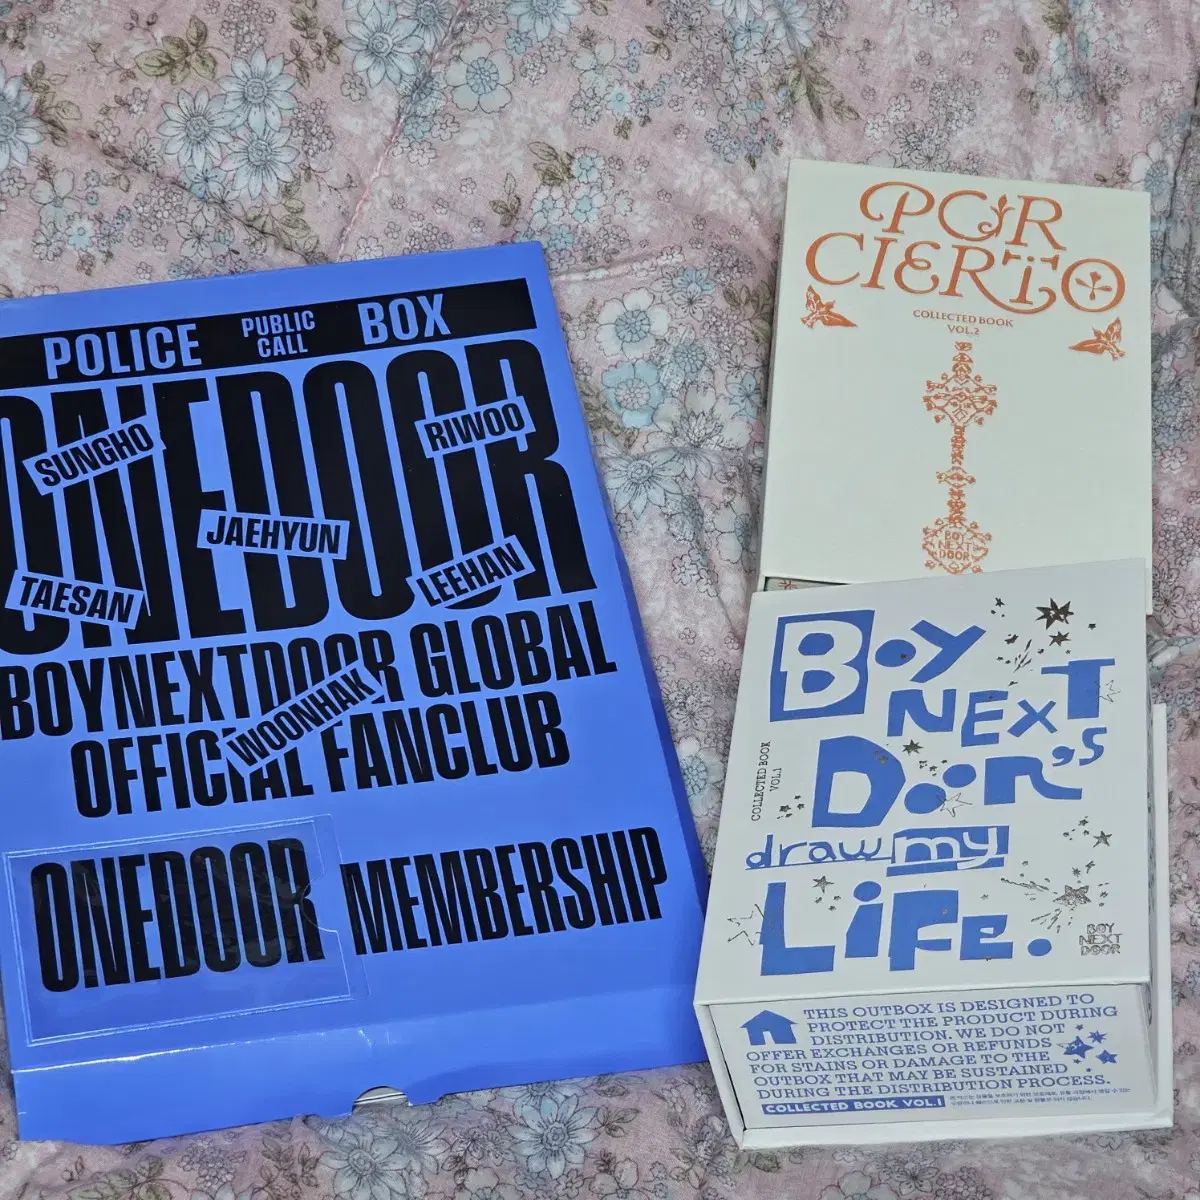 POLICE PUBLIC CALL BOX
ONEDOOR
SUNGHO
RIWOO
JAEHYUN
TAESAN
LEEHAN
BOYNEXTDOOR GLOBAL
WOONHAK
OFFICIAL FANCLUB
ONEDOOR MEMBERSHIP
POR
CIERTO
COLLECTED BOOK
VOL.2
BOY
NEXT
DOOR
BOY
NEXT
DOOR'S
COLLECTED BOOK
VOL.1
draw my
LiFe.
BOY
NEXT
DOOR
THIS OUTBOX IS DESIGNED TO
PROTECT THE PRODUCT DURING
DISTRIBUTION. WE DO NOT
OFFER EXCHANGES OR REFUNDS
FOR STAINS OR DAMAGE TO THE
OUTBOX THAT MAY BE SUSTAINED
DURING THE DISTRIBUTION PROCESS.
COLLECTED BOOK VOL.1